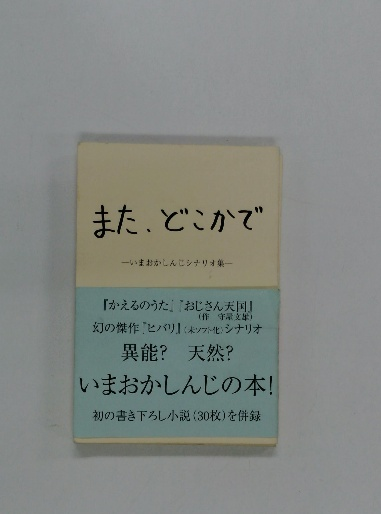 また、どこかで
―いまおかしんじシナリオ集―
『かえるのうた』『おじさん天国』
(作 守屋文雄)
幻の傑作『ヒバリ』(未ソフト化)シナリオ
異能? 天然?
いまおかしんじの本!
初の書き下ろし小説(30枚)を併録